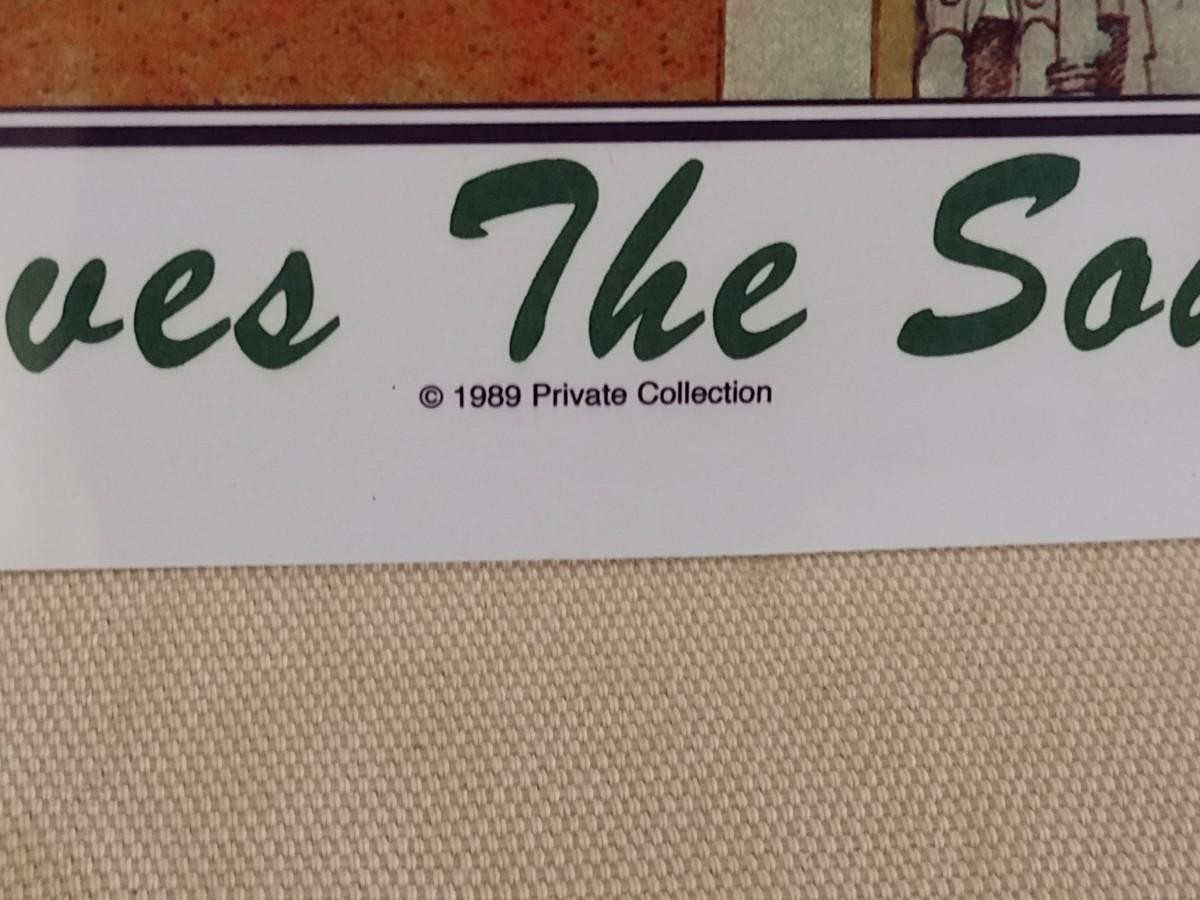 ves The So
© 1989 Private Collection